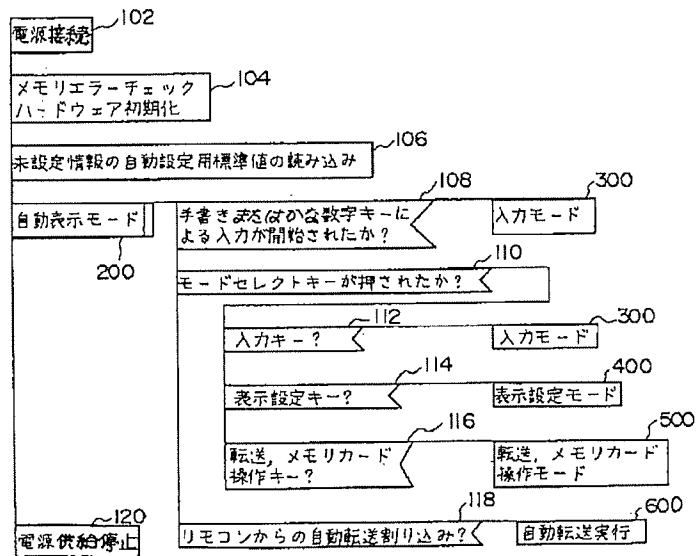 102
電源接続
104
メモリエラーチェック
ハードウェア初期化
106
未設定情報の自動設定用標準値の読み込み
108
300
自動表示モード
手書きまたはかな数字キーに
よる入力が開始されたか?
入力モード
200
110
モードセレクトキーが押されたか?
112
300
入力キー?
入力モード
114
400
表示設定キー?
表示設定モード
116
500
転送,メモリカード
操作キー?
転送,メモリカード
操作モード
118
600
120
電源供給停止
リモコンからの自動転送割り込み?
自動転送実行